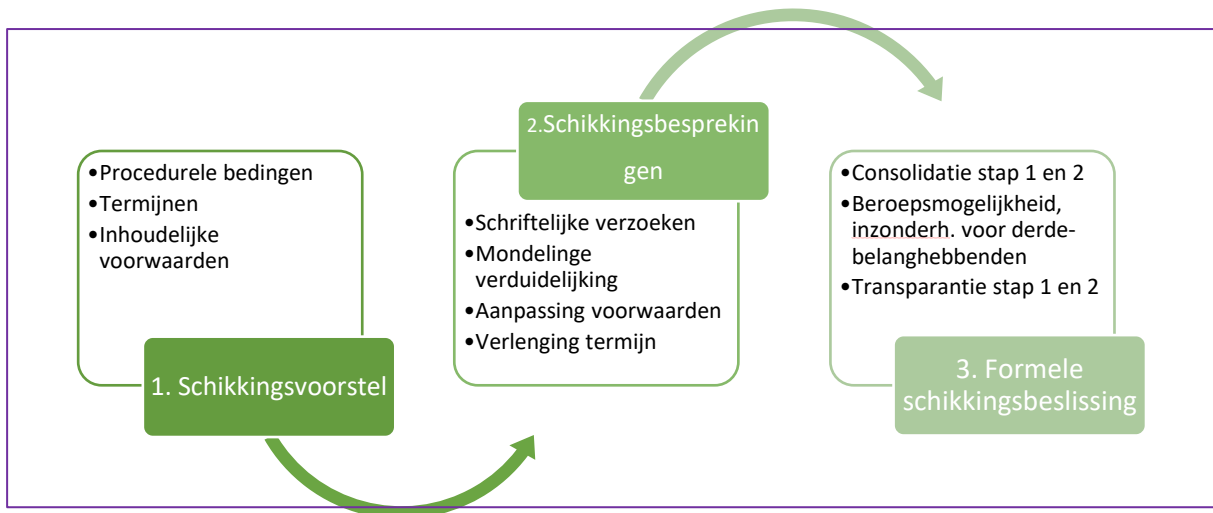 •Procedurele bedingen
•Termijnen
•Inhoudelijke
voorwaarden
1. Schikkingsvoorstel
2.Schikkingsbesprekin
gen
•Schriftelijke verzoeken
•Mondelinge
verduidelijking
•Aanpassing voorwaarden
•Verlenging termijn
•Consolidatie stap 1 en 2
•Beroepsmogelijkheid,
inzonderh. voor derde-
belanghebbenden
•Transparantie stap 1 en 2
3. Formele
schikkingsbeslissing